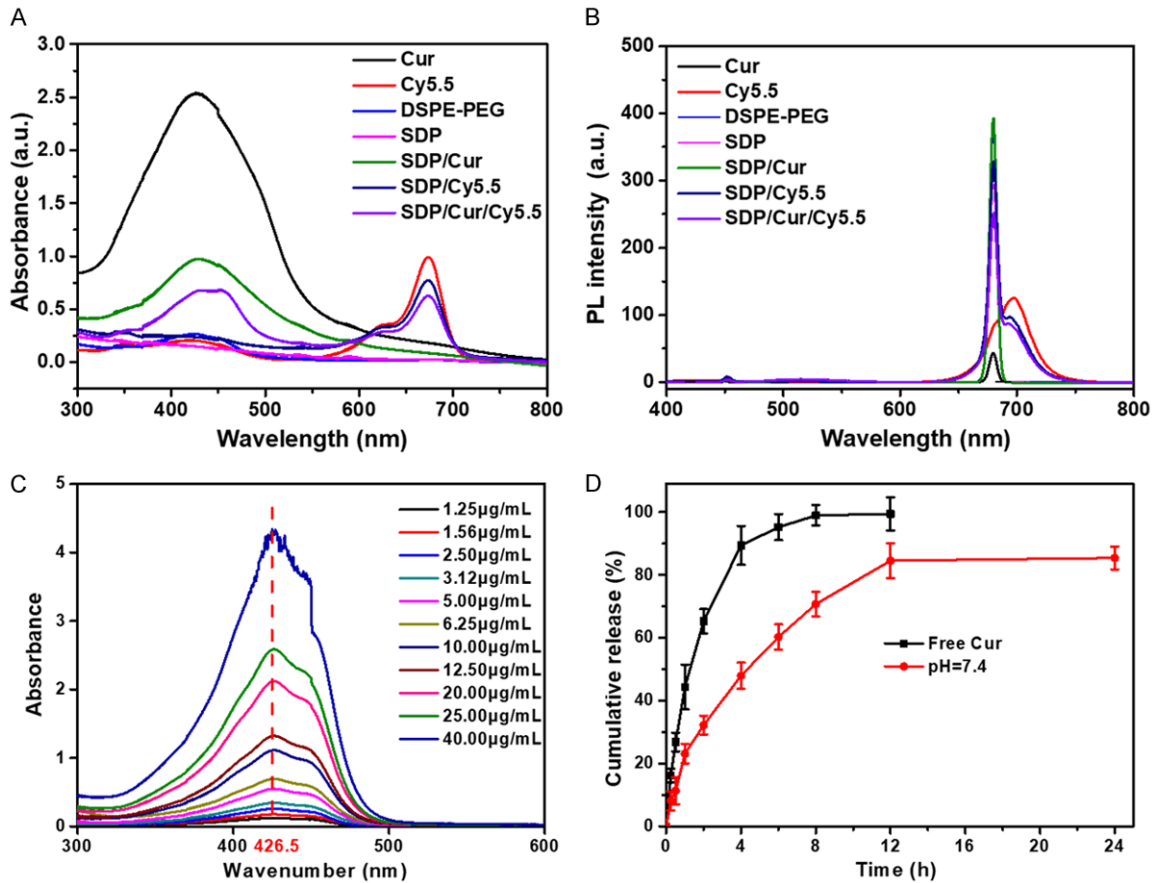 A
Absorbance (a.u.)
3.0
2.5
2.0
1.5
1.0
0.5
0.0
300 400 500 600 700 800
Wavelength (nm)
Cur
Cy5.5
DSPE-PEG
SDP
SDP/Cur
SDP/Cy5.5
SDP/Cur/Cy5.5
B
PL intensity (a.u.)
500
400
300
200
100
0
400 500 600 700 800
Wavelength (nm)
Cur
Cy5.5
DSPE-PEG
SDP
SDP/Cur
SDP/Cy5.5
SDP/Cur/Cy5.5
C
Absorbance
5
4
3
2
1
0
300 400 500 600
426.5
Wavenumber (nm)
1.25µg/mL
1.56µg/mL
2.50µg/mL
3.12µg/mL
5.00µg/mL
6.25µg/mL
10.00µg/mL
12.50µg/mL
20.00µg/mL
25.00µg/mL
40.00µg/mL
D
Cumulative release (%)
100
80
60
40
20
0
0 4 8 12 16 20 24
Time (h)
Free Cur
pH=7.4